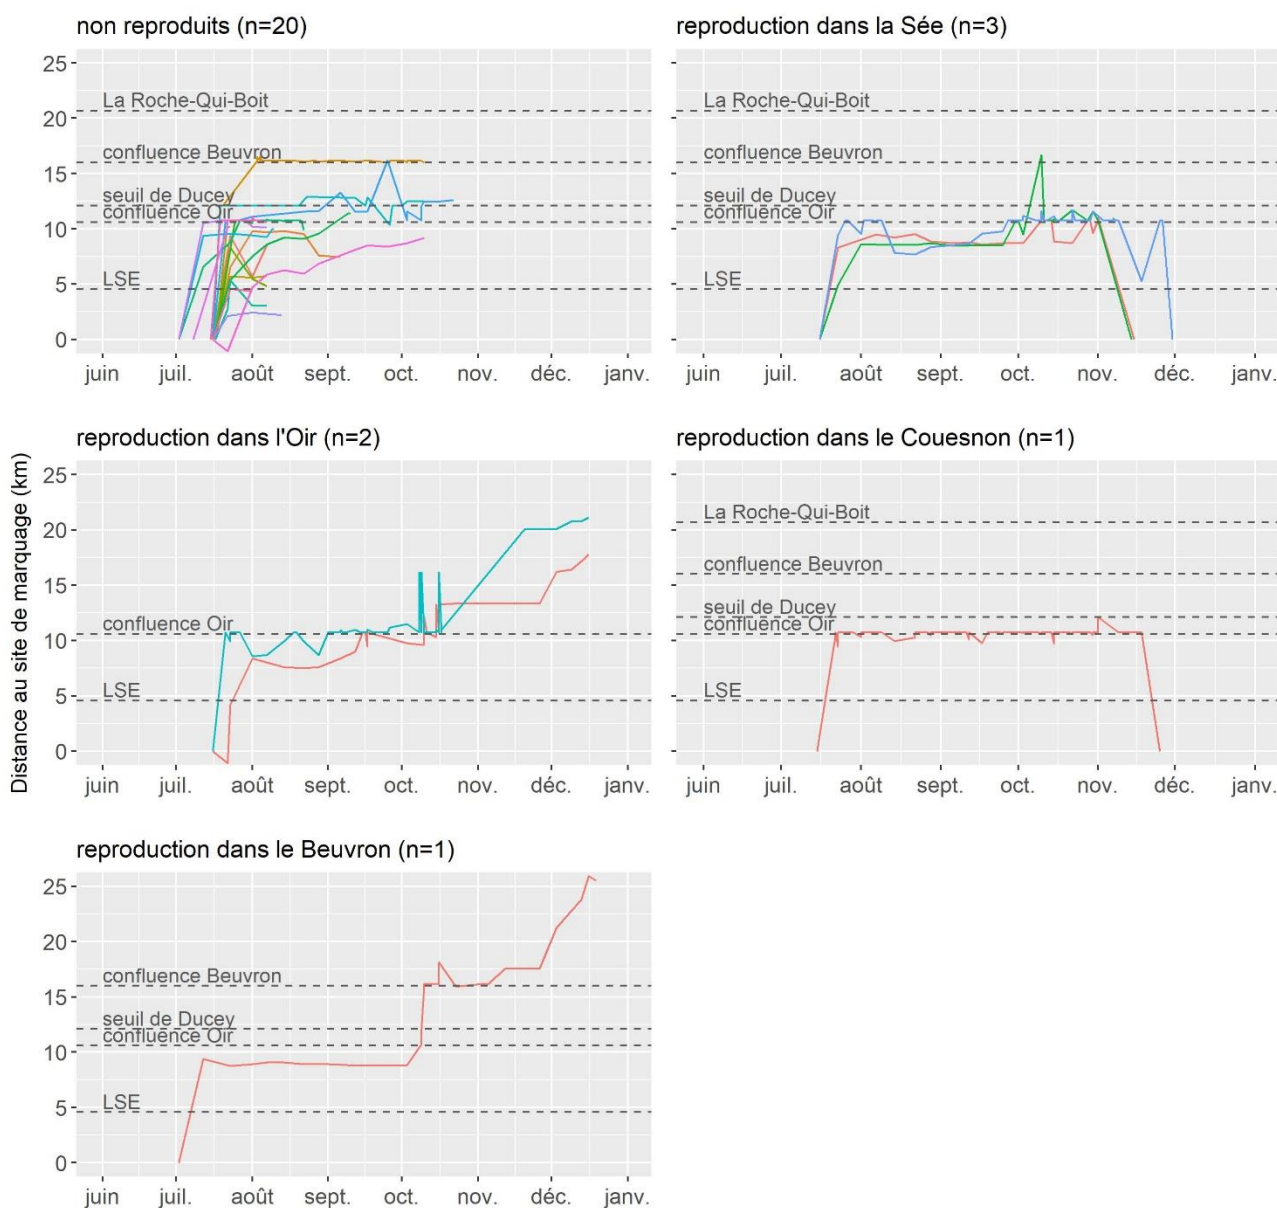 non reproduits (n=20)
25
20
15
10
5
0
La Roche-Qui-Boit
confluence Beuvron
seuil de Ducey
confluence Oir
LSE
juin juil. août sept. oct. nov. déc. janv.
reproduction dans la Sée (n=3)
La Roche-Qui-Boit
confluence Beuvron
seuil de Ducey
confluence Oir
LSE
juin juil. août sept. oct. nov. déc. janv.
Distance au site de marquage (km)
reproduction dans l'Oir (n=2)
25
20
15
10
5
0
confluence Oir
LSE
juin juil. août sept. oct. nov. déc. janv.
reproduction dans le Couesnon (n=1)
La Roche-Qui-Boit
confluence Beuvron
seuil de Ducey
confluence Oir
LSE
juin juil. août sept. oct. nov. déc. janv.
reproduction dans le Beuvron (n=1)
25
20
15
10
5
0
confluence Beuvron
seuil de Ducey
confluence Oir
LSE
juin juil. août sept. oct. nov. déc. janv.